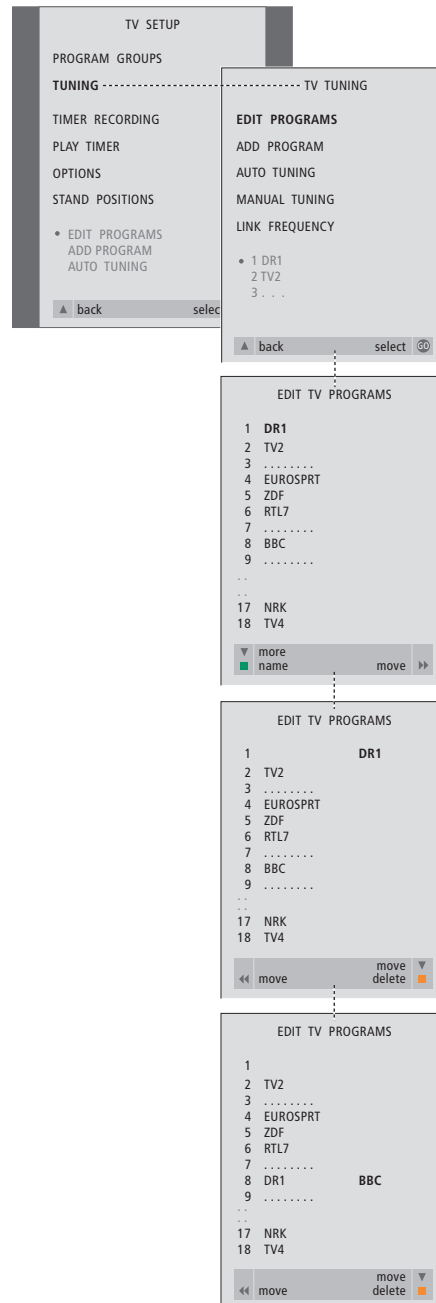 TV SETUP
PROGRAM GROUPS
TUNING
TIMER RECORDING
PLAY TIMER
OPTIONS
STAND POSITIONS
• EDIT PROGRAMS
ADD PROGRAM
AUTO TUNING
▲ back selec
TV TUNING
EDIT PROGRAMS
ADD PROGRAM
AUTO TUNING
MANUAL TUNING
LINK FREQUENCY
• 1 DR1
2 TV2
3 . . .
▲ back select GO
EDIT TV PROGRAMS
1 DR1
2 TV2
3 . . . . . . . .
4 EUROSPRT
5 ZDF
6 RTL7
7 . . . . . . . .
8 BBC
9 . . . . . . . .
. .
. .
17 NRK
18 TV4
▼ more
name move
EDIT TV PROGRAMS
1 DR1
2 TV2
3 . . . . . . . .
4 EUROSPRT
5 ZDF
6 RTL7
7 . . . . . . . .
8 BBC
9 . . . . . . . .
. .
. .
17 NRK
18 TV4
move ▼
move delete
EDIT TV PROGRAMS
1
2 TV2
3 . . . . . . . .
4 EUROSPRT
5 ZDF
6 RTL7
7 . . . . . . . .
8 DR1 BBC
9 . . . . . . . .
. .
. .
17 NRK
18 TV4
move ▼
move delete